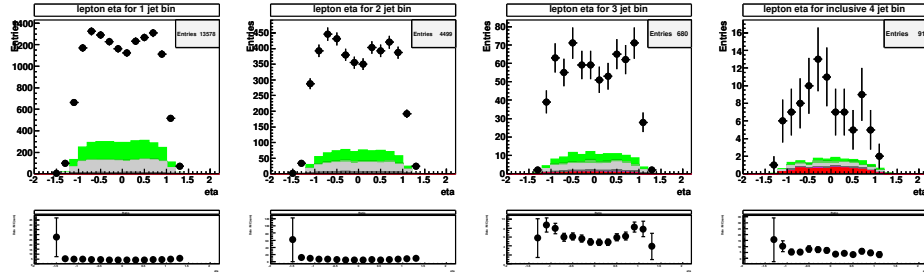 lepton eta for 1 jet bin
Entries 13578
Entries
1400
1200
1000
800
600
400
200
0
-2 -1.5 -1 -0.5 0 0.5 1 1.5 2
eta
lepton eta for 2 jet bin
Entries 4499
Entries
450
400
350
300
250
200
150
100
50
0
-2 -1.5 -1 -0.5 0 0.5 1 1.5 2
eta
lepton eta for 3 jet bin
Entries 680
Entries
80
70
60
50
40
30
20
10
0
-2 -1.5 -1 -0.5 0 0.5 1 1.5 2
eta
lepton eta for inclusive 4 jet bin
Entries 91
Entries
16
14
12
10
8
6
4
2
0
-2 -1.5 -1 -0.5 0 0.5 1 1.5 2
eta